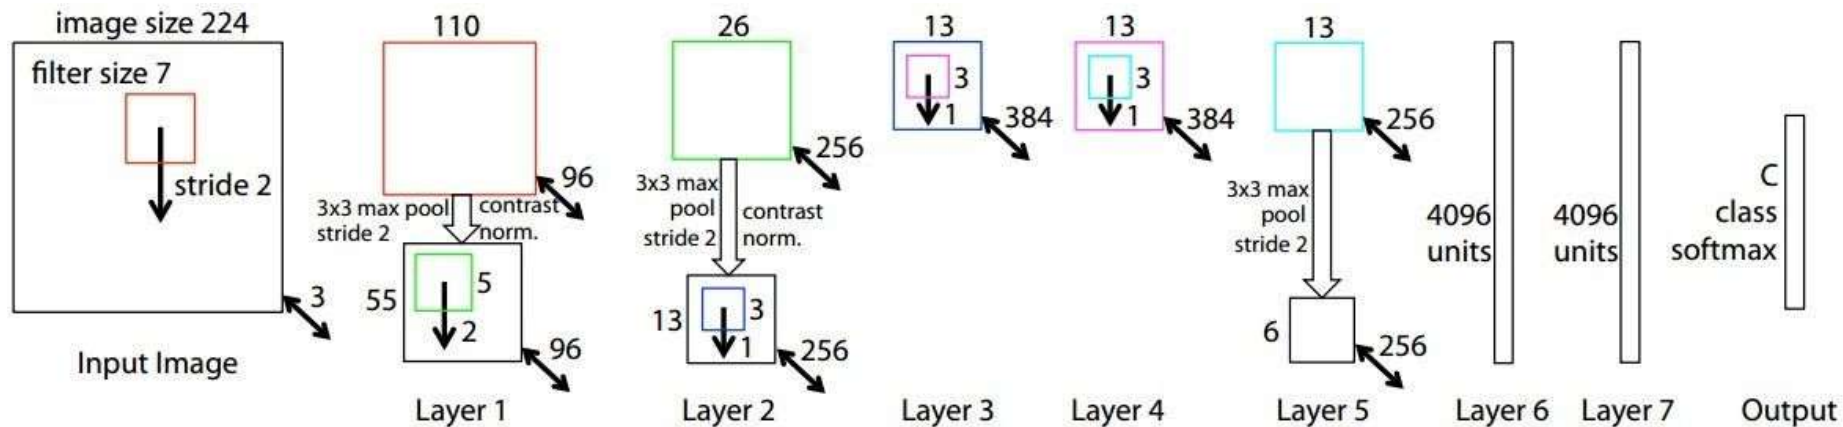 image size 224
filter size 7
stride 2
3
Input Image
110
96
3x3 max pool
stride 2
contrast
norm.
55
5
2
96
Layer 1
26
256
3x3 max
pool
stride 2
contrast
norm.
13
3
1
256
Layer 2
13
3
1
384
Layer 3
13
3
1
384
Layer 4
13
256
3x3 max
pool
stride 2
6
256
Layer 5
4096
units
Layer 6
4096
units
Layer 7
C
class
softmax
Output